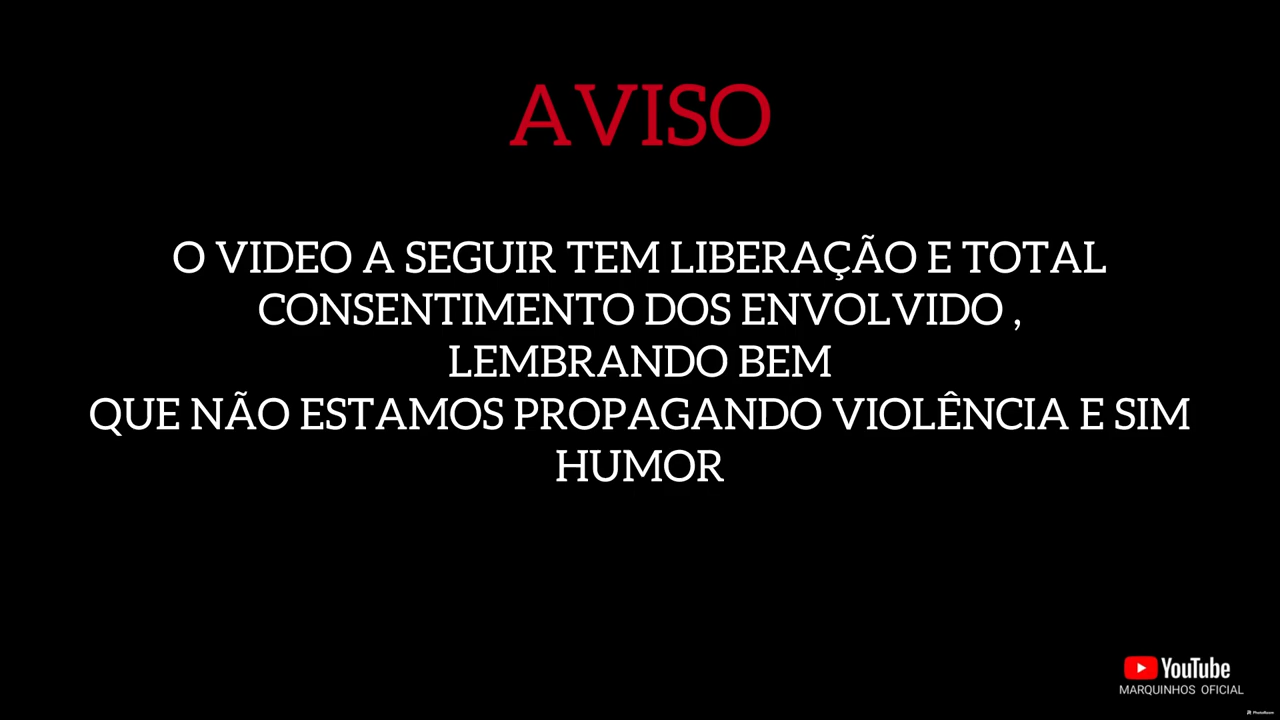 AVISO
O VIDEO A SEGUIR TEM LIBERAÇÃO E TOTAL
CONSENTIMENTO DOS ENVOLVIDO ,
LEMBRANDO BEM
QUE NÃO ESTAMOS PROPAGANDO VIOLÊNCIA E SIM
HUMOR
YouTube
MARQUINHOS OFICIAL
PhotoRoom